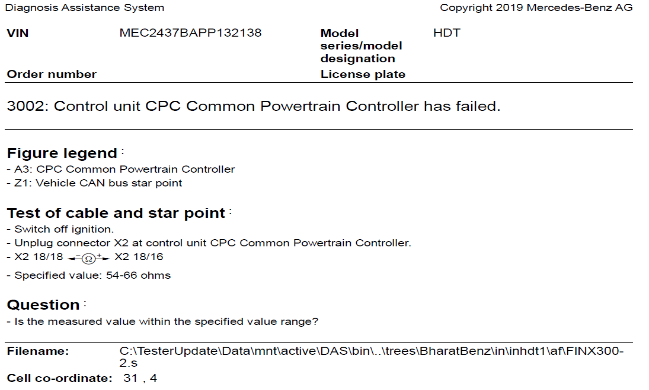 Diagnosis Assistance System Copyright 2019 Mercedes-Benz AG
VIN MEC2437BAPP132138 Model series/model designation HDT
Order number License plate
3002: Control unit CPC Common Powertrain Controller has failed.
Figure legend :
- A3: CPC Common Powertrain Controller
- Z1: Vehicle CAN bus star point
Test of cable and star point :
- Switch off ignition.
- Unplug connector X2 at control unit CPC Common Powertrain Controller.
- X2 18/18 Ω X2 18/16
- Specified value: 54-66 ohms
Question :
- Is the measured value within the specified value range?
Filename: C:\TesterUpdate\Data\mnt\active\DAS\bin\..\trees\BharatBenz\in\inhdt1\af\FINX300-
2.s
Cell co-ordinate: 31 , 4